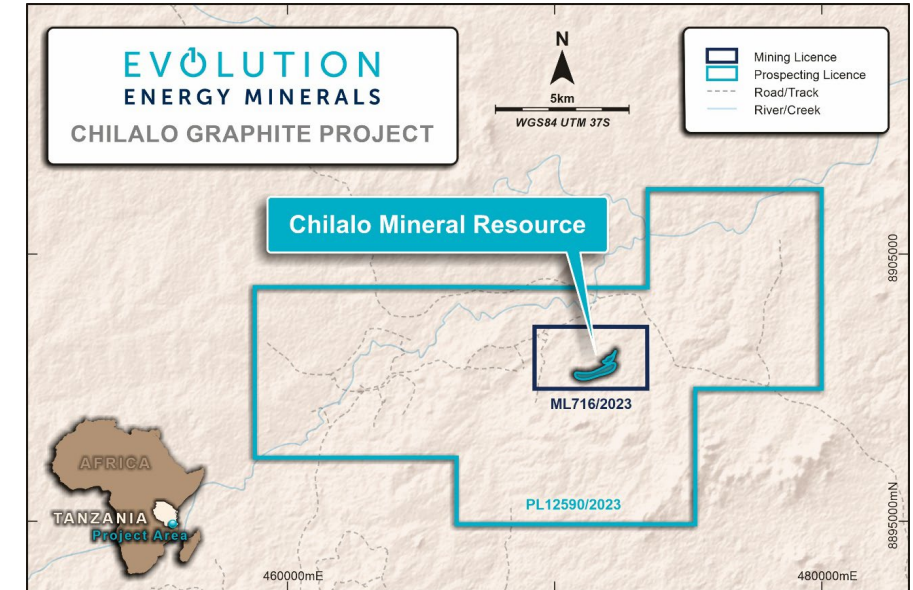 EVOLUTION
ENERGY MINERALS
CHILALO GRAPHITE PROJECT
N
5km
WGS84 UTM 37S
Mining Licence
Prospecting Licence
Road/Track
River/Creek
Chilalo Mineral Resource
8905000
ML716/2023
PL12590/2023
AFRICA
TANZANIA
Project Area
8895000mN
460000mE
480000mE